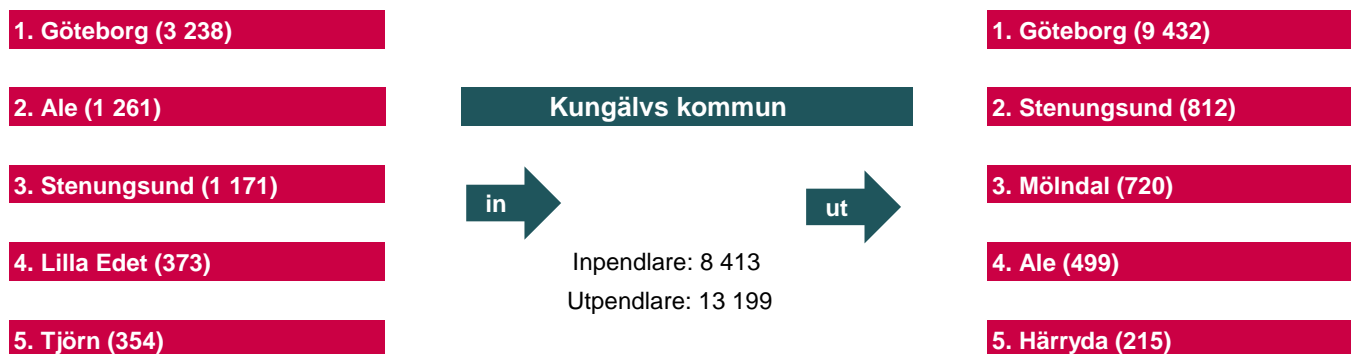 1. Göteborg (3 238)
2. Ale (1 261)
3. Stenungsund (1 171)
4. Lilla Edet (373)
5. Tjörn (354)
Kungälvs kommun
in
ut
Inpendlare: 8 413
Utpendlare: 13 199
1. Göteborg (9 432)
2. Stenungsund (812)
3. Mölndal (720)
4. Ale (499)
5. Härryda (215)